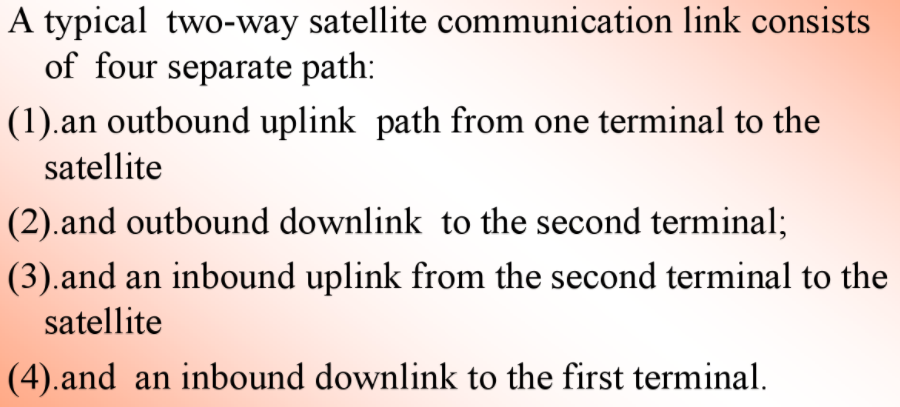 A typical two-way satellite communication link consists
of four separate path:
(1).an outbound uplink path from one terminal to the
satellite
(2).and outbound downlink to the second terminal;
(3).and an inbound uplink from the second terminal to the
satellite
(4).and an inbound downlink to the first terminal.